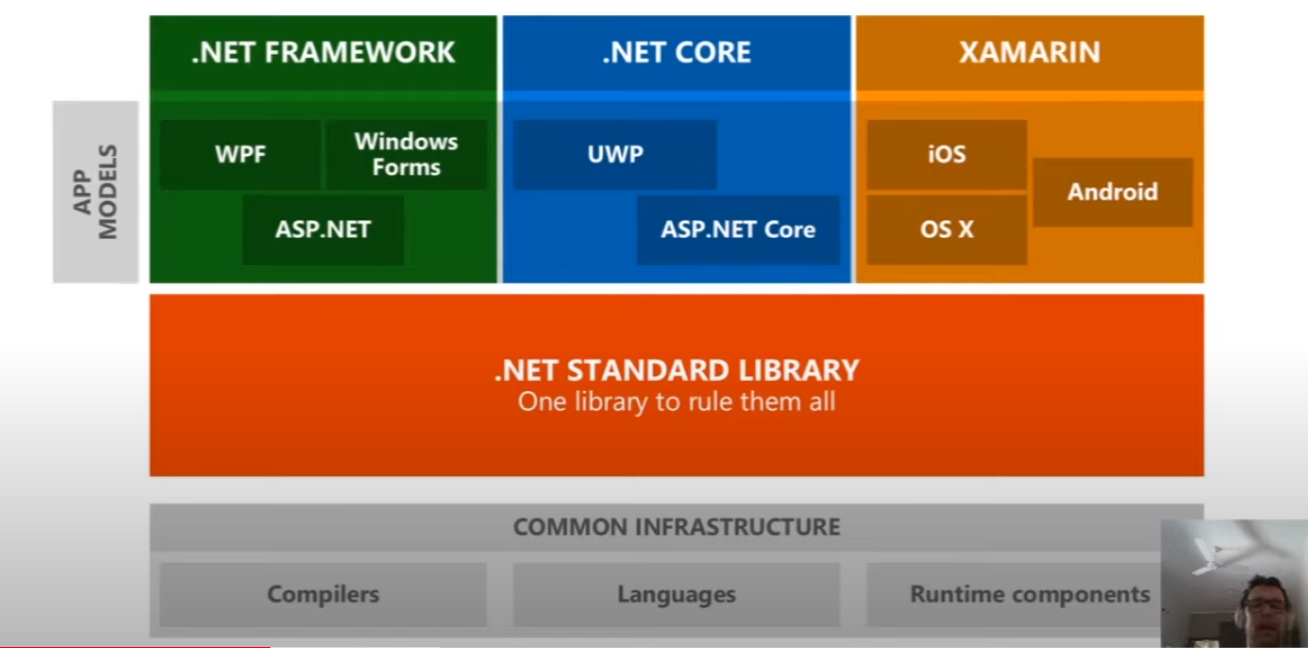 .NET FRAMEWORK
.NET CORE
XAMARIN
APP
MODELS
WPF
Windows
Forms
ASP.NET
UWP
ASP.NET Core
iOS
Android
OS X
.NET STANDARD LIBRARY
One library to rule them all
COMMON INFRASTRUCTURE
Compilers
Languages
Runtime components